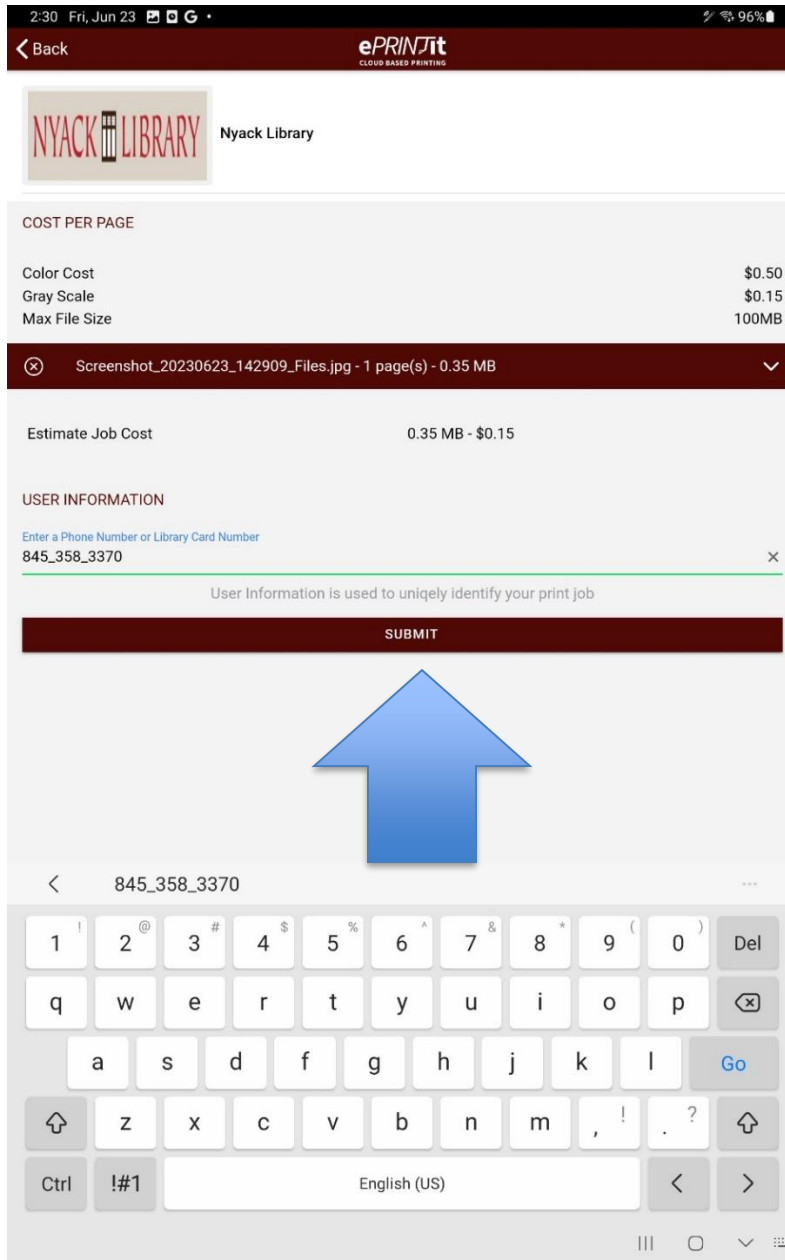 2:30 Fri, Jun 23 G • 96%
Back
ePRINTit
CLOUD BASED PRINTING
NYACK LIBRARY
Nyack Library
COST PER PAGE
Color Cost $0.50
Gray Scale $0.15
Max File Size 100MB
Screenshot_20230623_142909_Files.jpg - 1 page(s) - 0.35 MB
Estimate Job Cost 0.35 MB - $0.15
USER INFORMATION
Enter a Phone Number or Library Card Number
845_358_3370 ×
User Information is used to uniqely identify your print job
SUBMIT
< 845_358_3370 ...
1 ! 2 @ 3 # 4 $ 5 % 6 ^ 7 & 8 * 9 ( 0 ) Del
q w e r t y u i o p
a s d f g h j k l Go
z x c v b n m , ! . ?
Ctrl !#1 English (US) < >